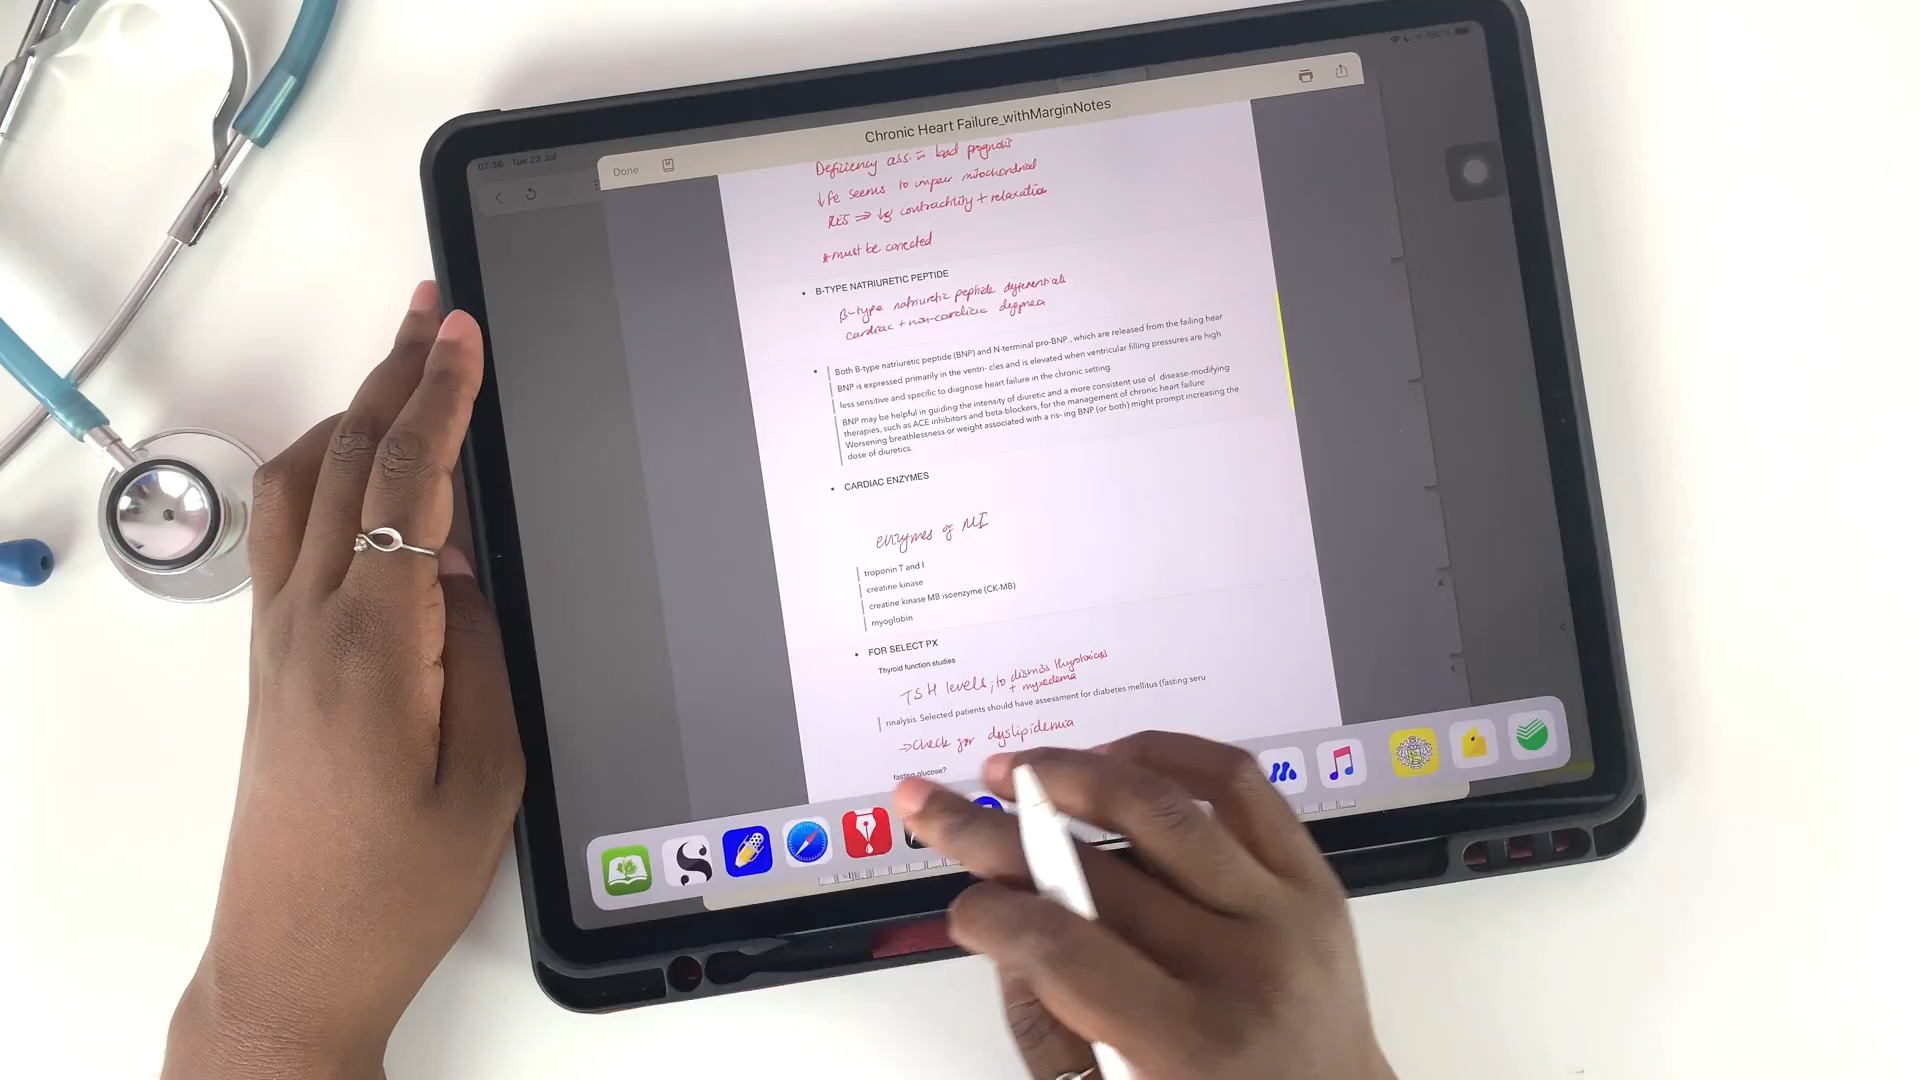 07:36 Tue 23 Jul
100%
Chronic Heart Failure_withMarginNotes
Done
Deficiency ass. = bad prognosis
↓Fe seems to impair mitochondrial
⇒ ↓g contractility + relaxation
*must be corrected
• B-TYPE NATRIURETIC PEPTIDE
B-type natriuretic peptide differentiate
cardiac + non-cardiac dyspnea
• Both B-type natriuretic peptide (BNP) and N-terminal pro-BNP , which are released from the failing hear
BNP is expressed primarily in the ventri- cles and is elevated when ventricular filling pressures are high
less sensitive and specific to diagnose heart failure in the chronic setting.
BNP may be helpful in guiding the intensity of diuretic and a more consistent use of disease-modifying
therapies, such as ACE inhibitors and beta-blockers, for the management of chronic heart failure
Worsening breathlessness or weight associated with a ris- ing BNP (or both) might prompt increasing the
dose of diuretics.
• CARDIAC ENZYMES
enzymes of MI
troponin T and I
creatine kinase
creatine kinase MB isoenzyme (CK-MB)
myoglobin
• FOR SELECT PX
Thyroid function studies
TSH levels; to dismiss thyrotoxicosis
+ myxedema
rinalysis. Selected patients should have assessment for diabetes mellitus (fasting seru
⇒check for dyslipidemia
fasting glucose?